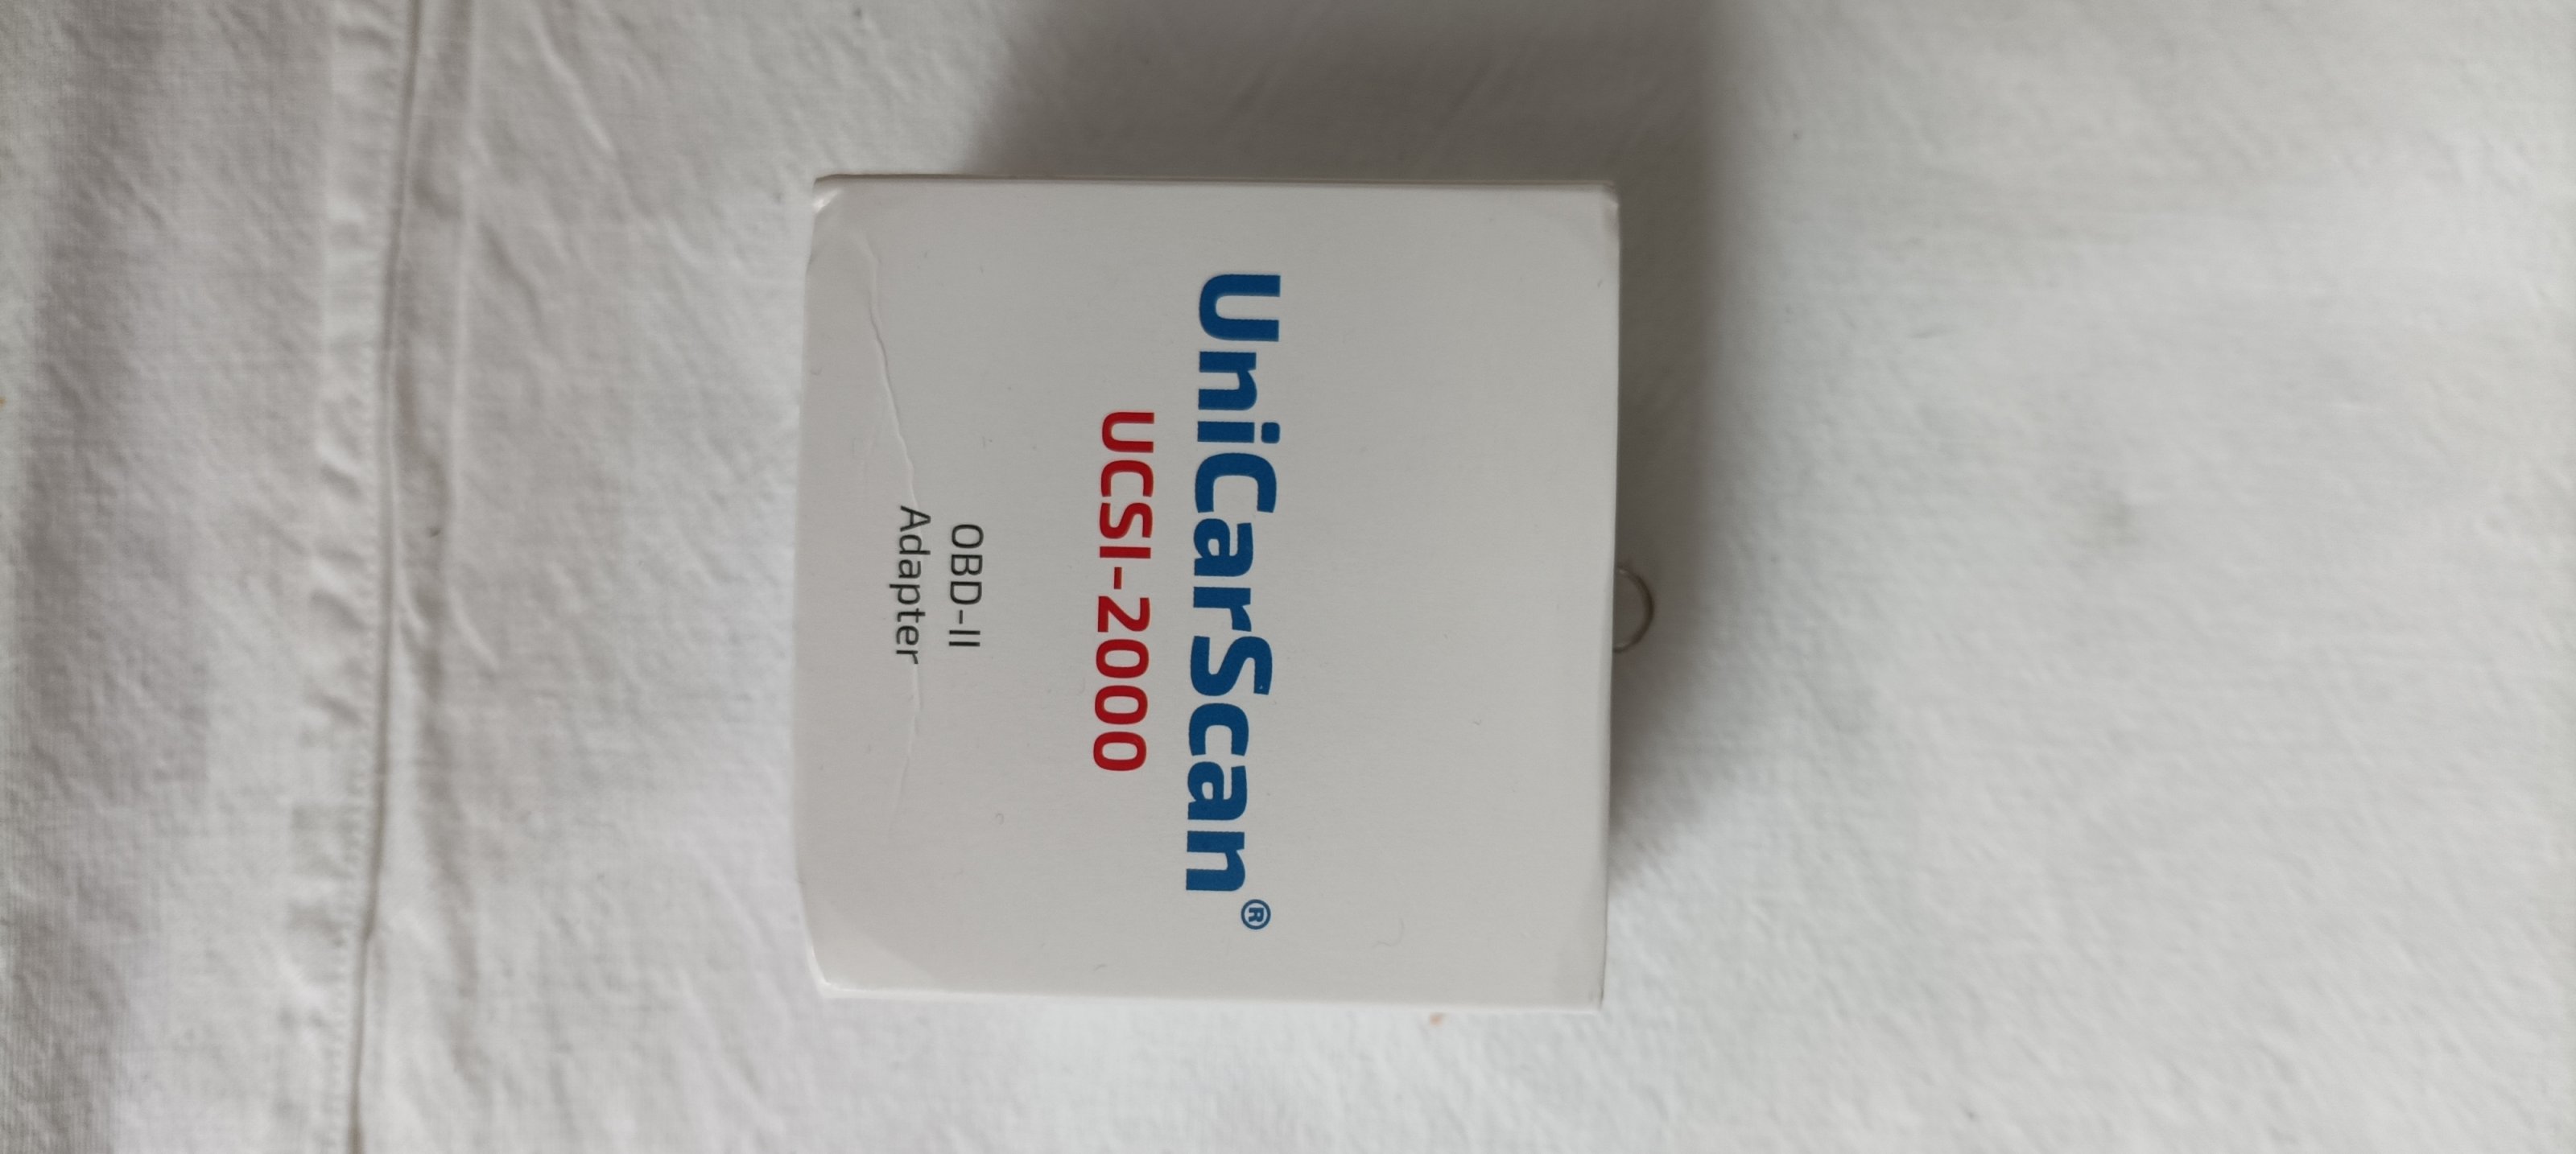 UniCarScan®
UCSI-2000
OBD-II
Adapter